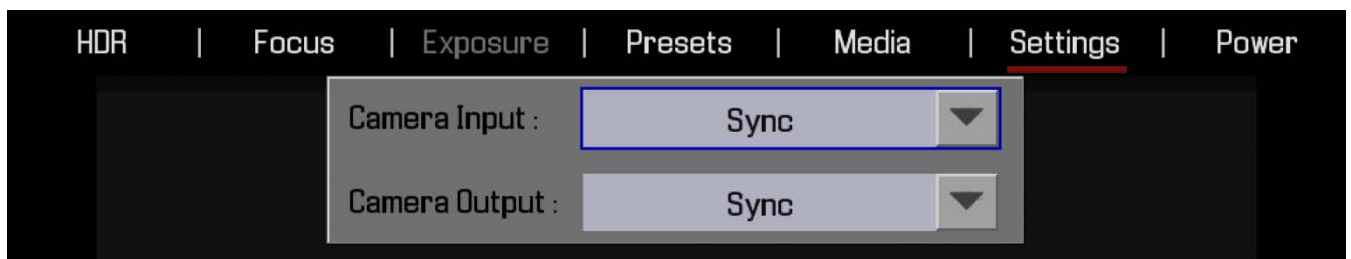 HDR | Focus | Exposure | Presets | Media | Settings | Power
Camera Input : Sync
Camera Output : Sync